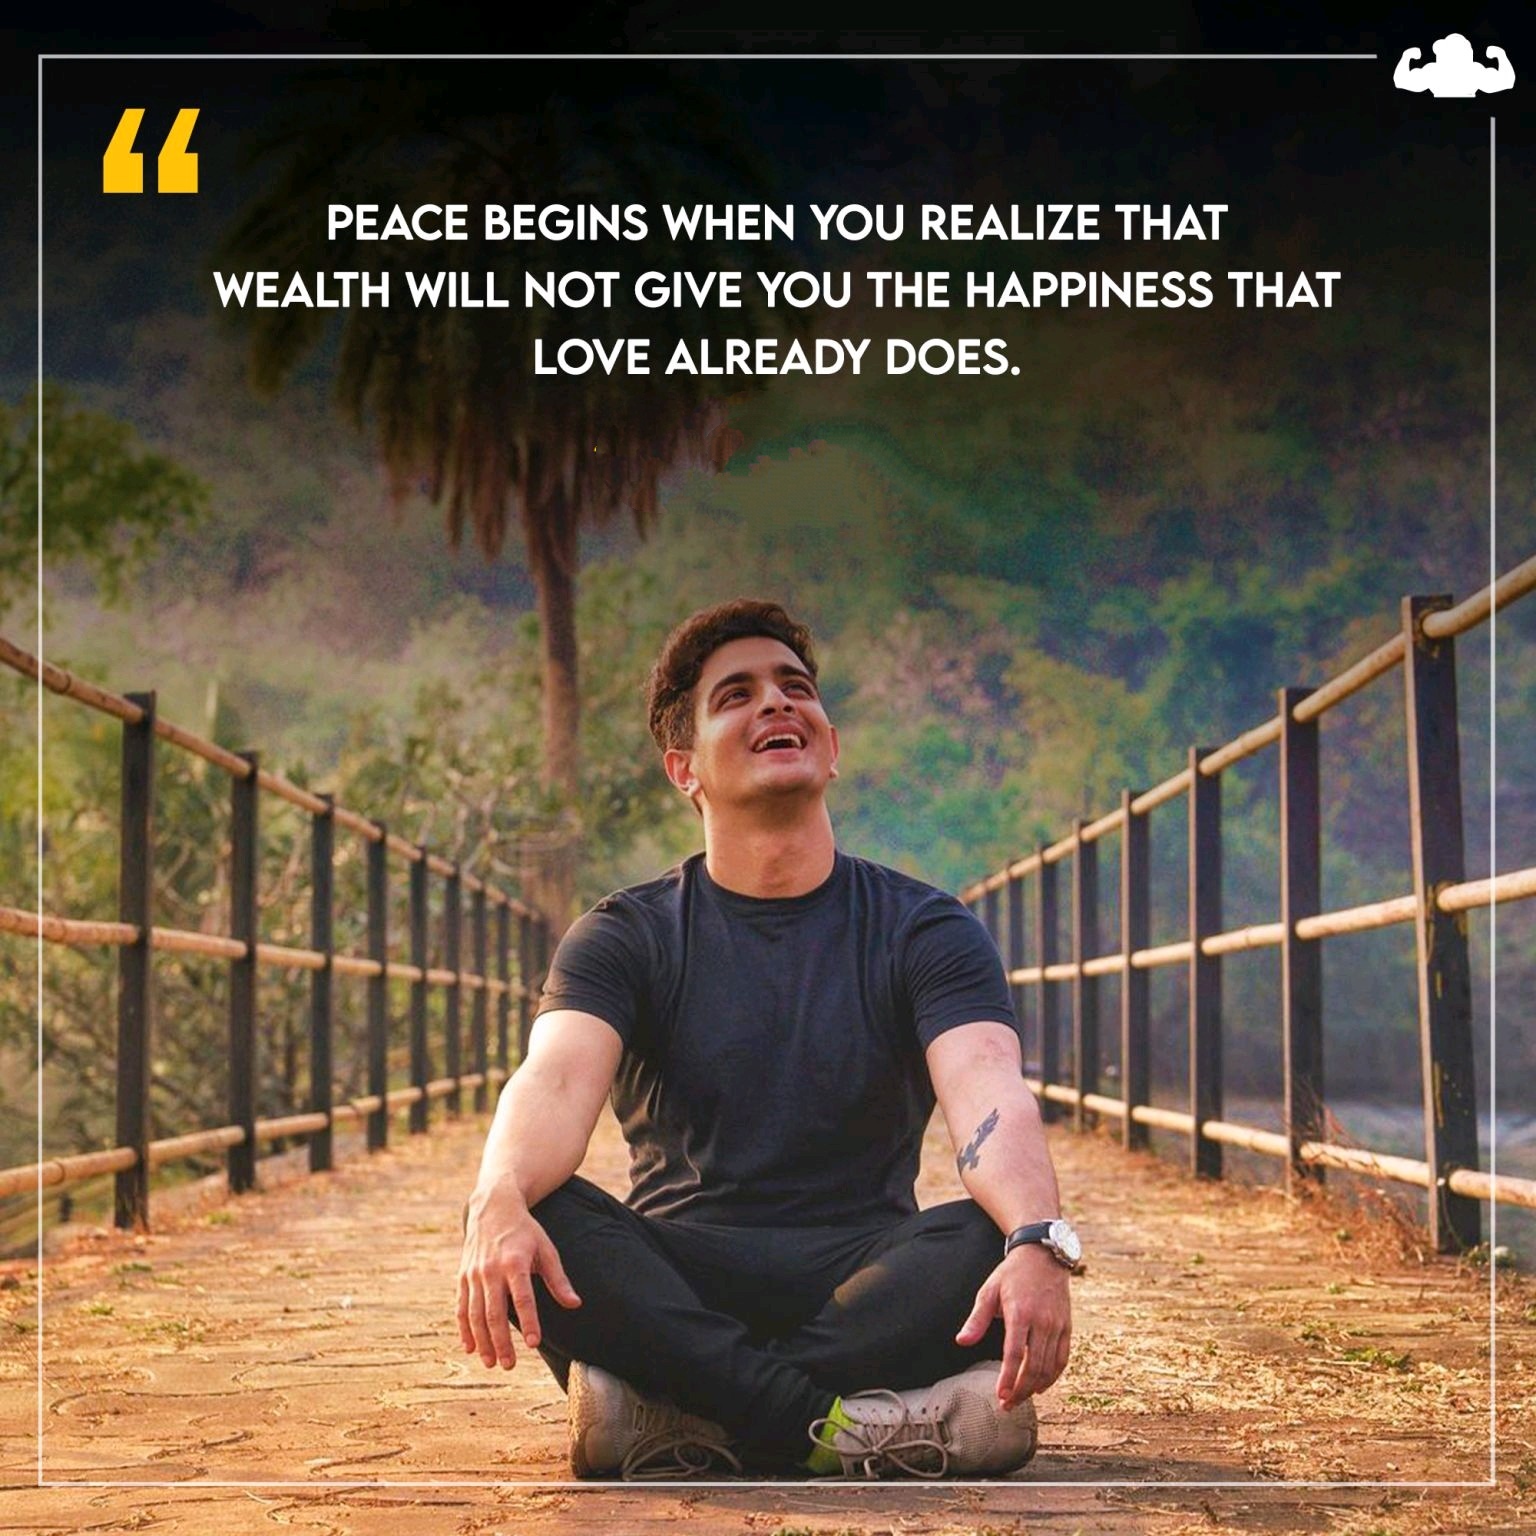 PEACE BEGINS WHEN YOU REALIZE THAT
WEALTH WILL NOT GIVE YOU THE HAPPINESS THAT
LOVE ALREADY DOES.